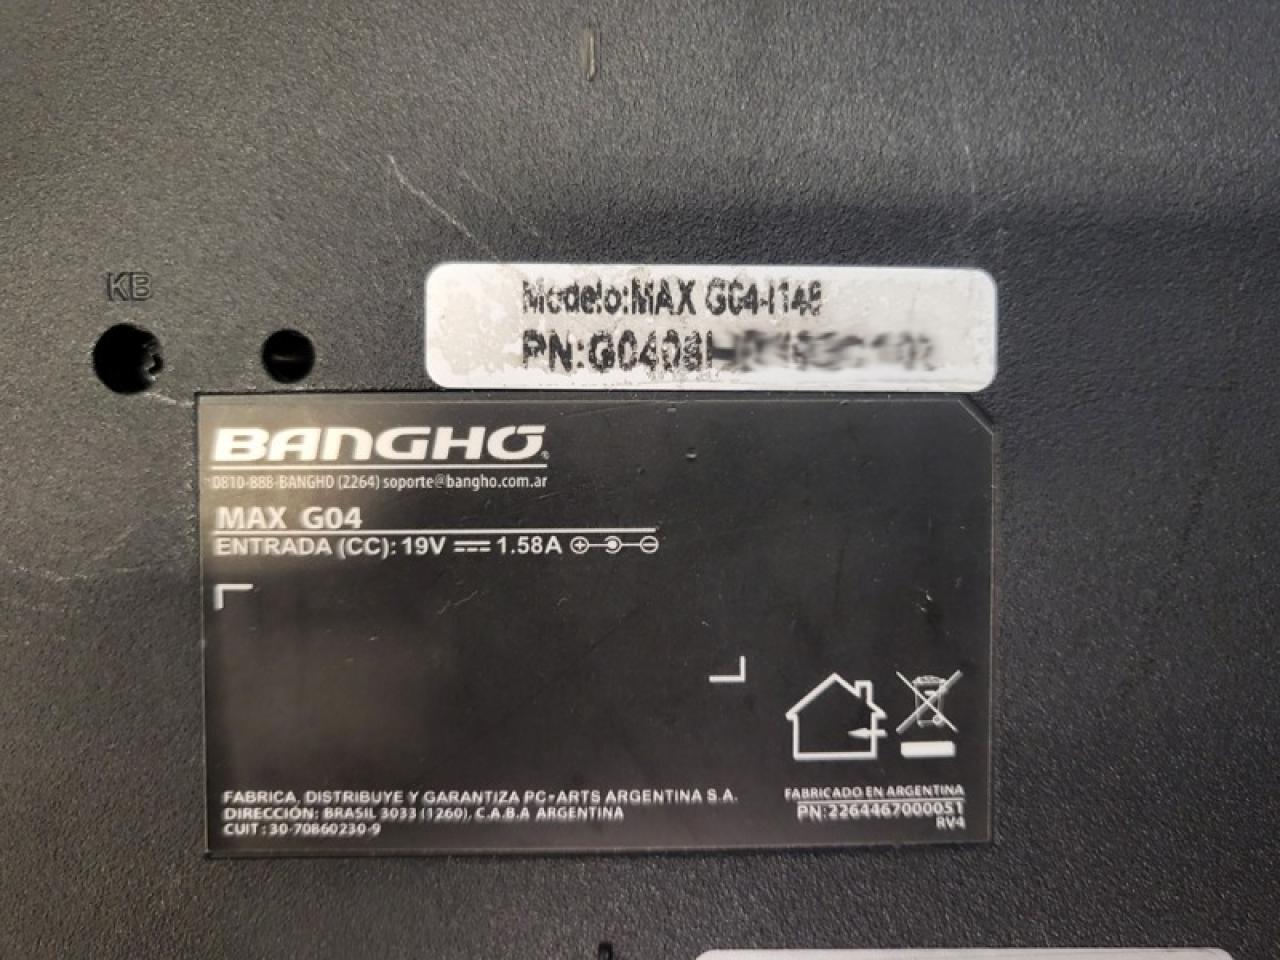 KB
Modelo:MAX G04-I146
PN:G0408
BANGHO
0810-888-BANGHO (2264) soporte@bangho.com.ar
MAX G04
ENTRADA (CC): 19V ⎓ 1.58A
FABRICA, DISTRIBUYE Y GARANTIZA PC-ARTS ARGENTINA S.A.
DIRECCIÓN: BRASIL 3033 (1260), C.A.B.A ARGENTINA
CUIT: 30-70860230-9
FABRICADO EN ARGENTINA
PN:2264467000051
RV4